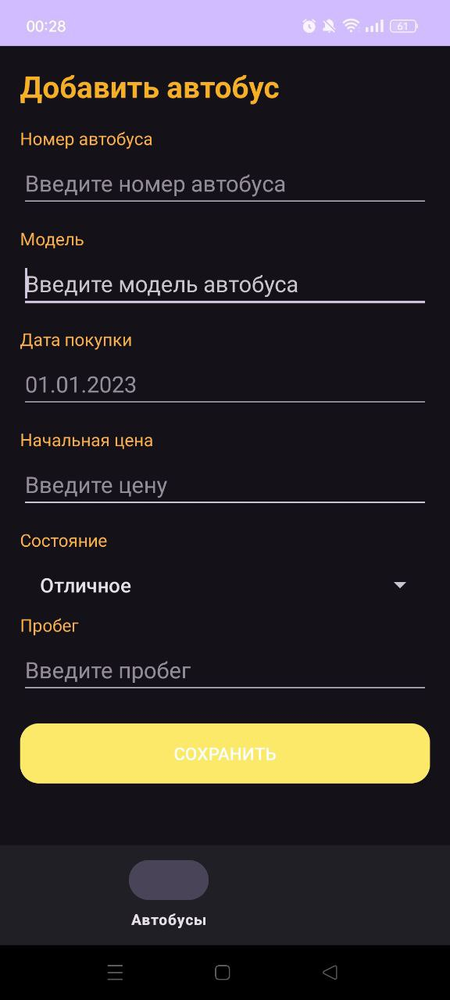 00:28
61
Добавить автобус
Номер автобуса
Введите номер автобуса
Модель
Введите модель автобуса
Дата покупки
01.01.2023
Начальная цена
Введите цену
Состояние
Отличное
Пробег
Введите пробег
СОХРАНИТЬ
Автобусы